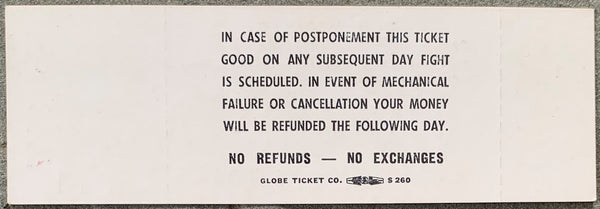 IN CASE OF POSTPONEMENT THIS TICKET
GOOD ON ANY SUBSEQUENT DAY FIGHT
IS SCHEDULED. IN EVENT OF MECHANICAL
FAILURE OR CANCELLATION YOUR MONEY
WILL BE REFUNDED THE FOLLOWING DAY.
NO REFUNDS — NO EXCHANGES
GLOBE TICKET CO. S 260